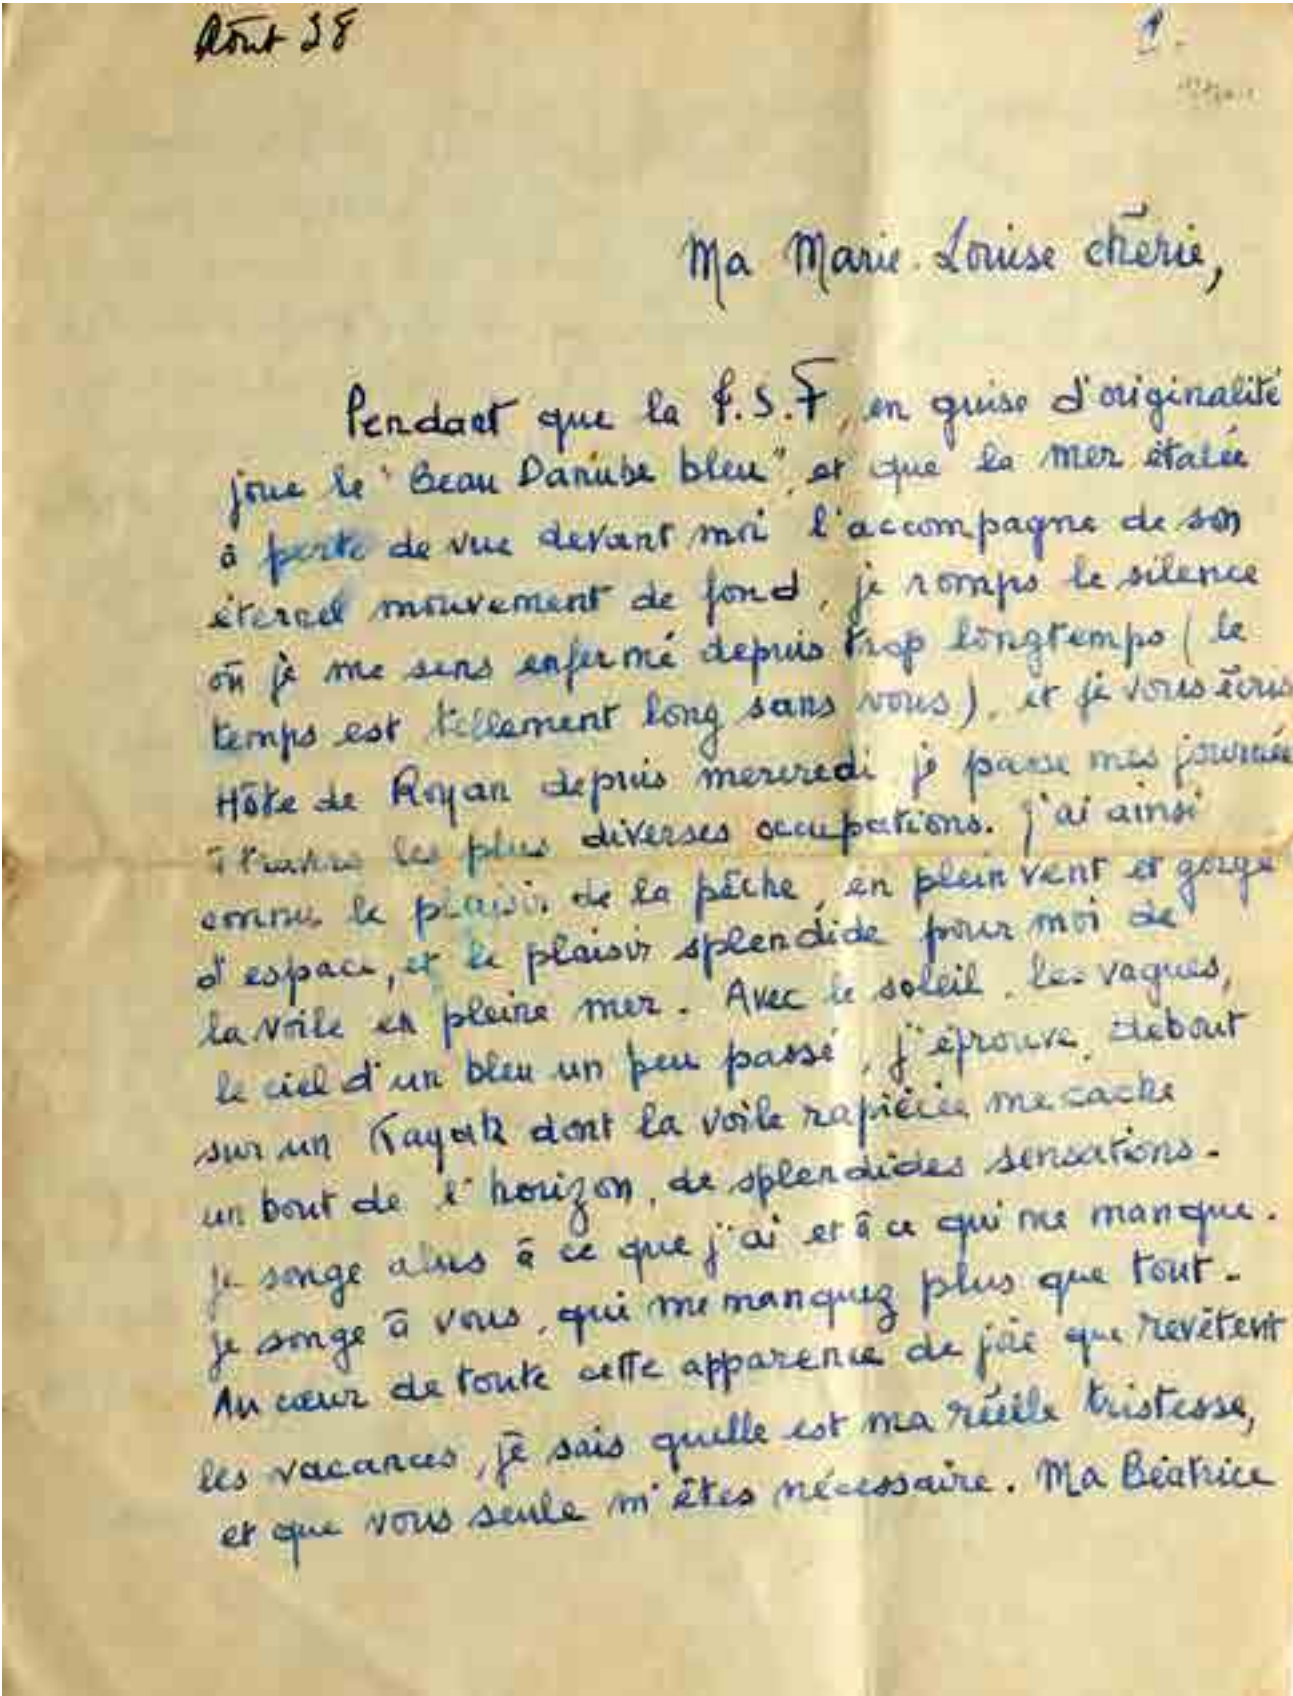 Août 38
1.
Ma Marie-Louise chérie,
Pendant que la T.S.F, en guise d'originalité
joue le "Beau Danube bleu", et que la mer étalée
à perte de vue devant moi l'accompagne de son
éternel mouvement de fond, je romps le silence
où je me sens enfermé depuis trop longtemps (le
temps est tellement long sans vous), et je vous écris
Hôte de Royan depuis mercredi je passe mes journée
à travers les plus diverses occupations. J'ai ainsi
connu le plaisir de la pêche, en plein vent et gorgé
d'espace, et le plaisir splendide pour moi de
la voile en pleine mer. Avec le soleil, les vagues,
le ciel d'un bleu un peu passé, j'éprouve, debout
sur un Kayak dont la voile rapiécée me cache
un bout de l'horizon, de splendides sensations.
Je songe alors à ce que j'ai et à ce qui me manque.
Je songe à vous, qui me manquez plus que tout.
Au cœur de toute cette apparence de joie que revêtent
les vacances, je sais quelle est ma réelle tristesse,
et que vous seule m'êtes nécessaire. Ma Béatrice